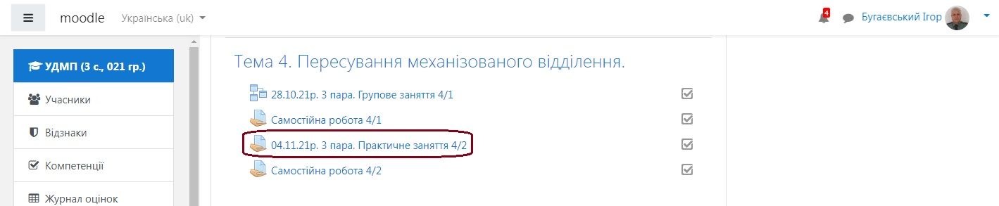 moodle Українська (uk) 4 Бугаєвський Ігор
УДМП (3 с., 021 гр.)
Учасники
Відзнаки
Компетенції
Журнал оцінок
Тема 4. Пересування механізованого відділення.
28.10.21р. 3 пара. Групове заняття 4/1
Самостійна робота 4/1
04.11.21р. 3 пара. Практичне заняття 4/2
Самостійна робота 4/2